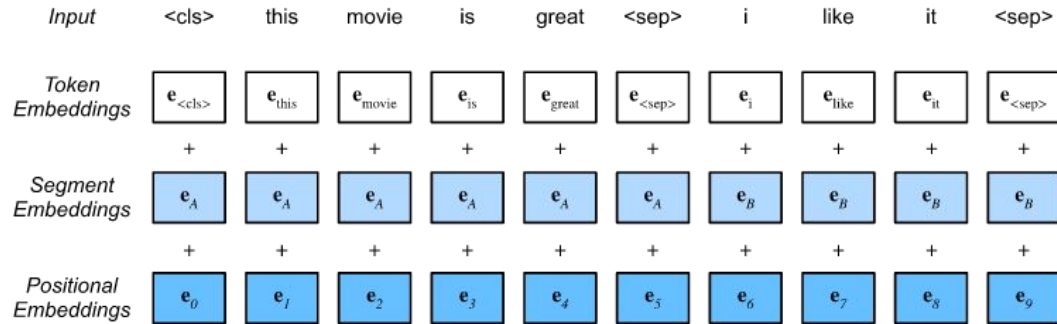 Input <cls> this movie is great <sep> i like it <sep>
Token Embeddings e<cls> ethis emovie eis egreat e<sep> ei elike eit e<sep>
+ + + + + + + + + +
Segment Embeddings eA eA eA eA eA eA eB eB eB eB
+ + + + + + + + + +
Positional Embeddings e0 e1 e2 e3 e4 e5 e6 e7 e8 e9